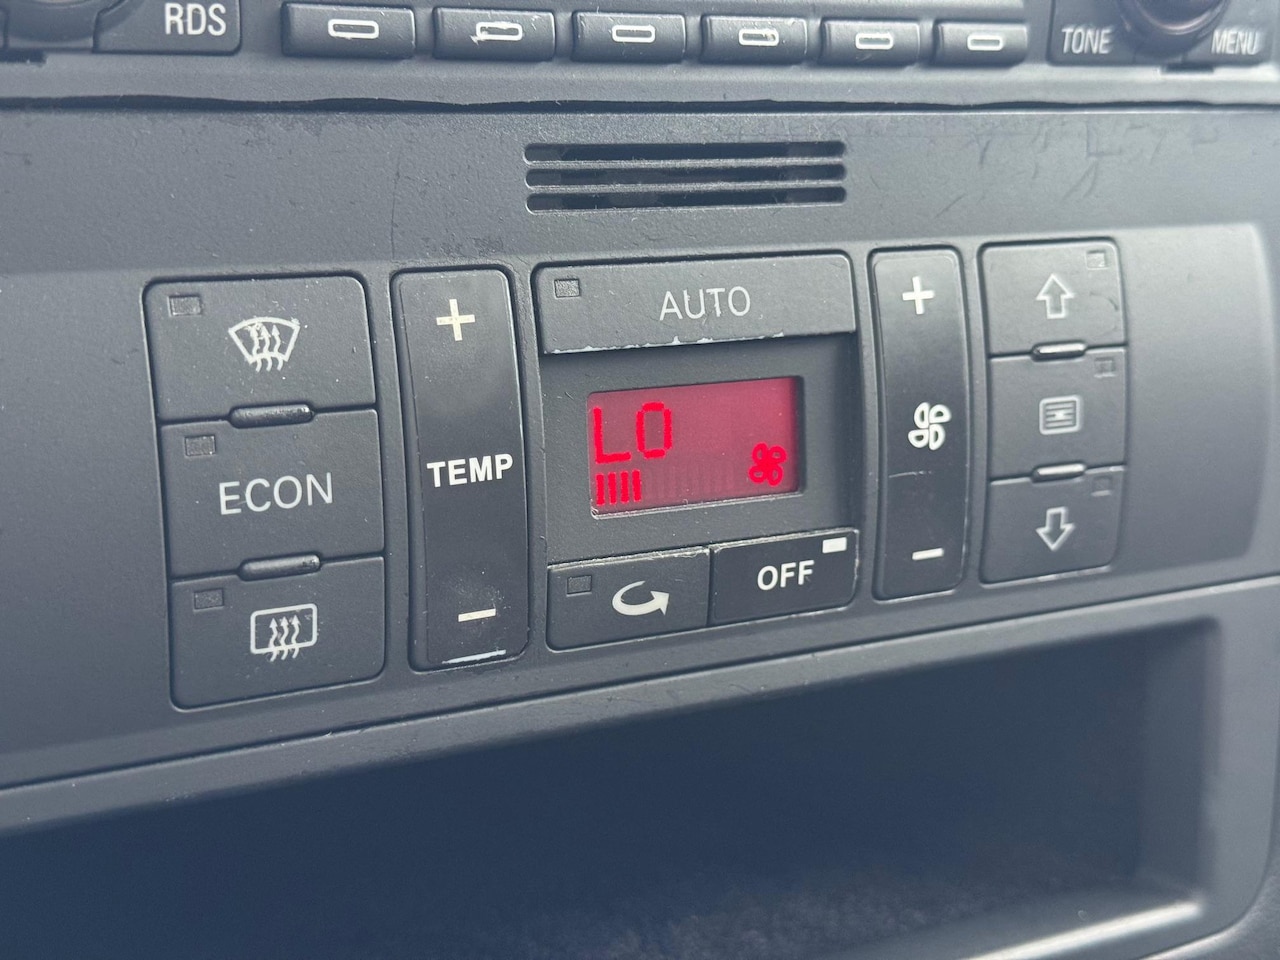 RDS
TONE
MENU
AUTO
LO
TEMP
ECON
OFF